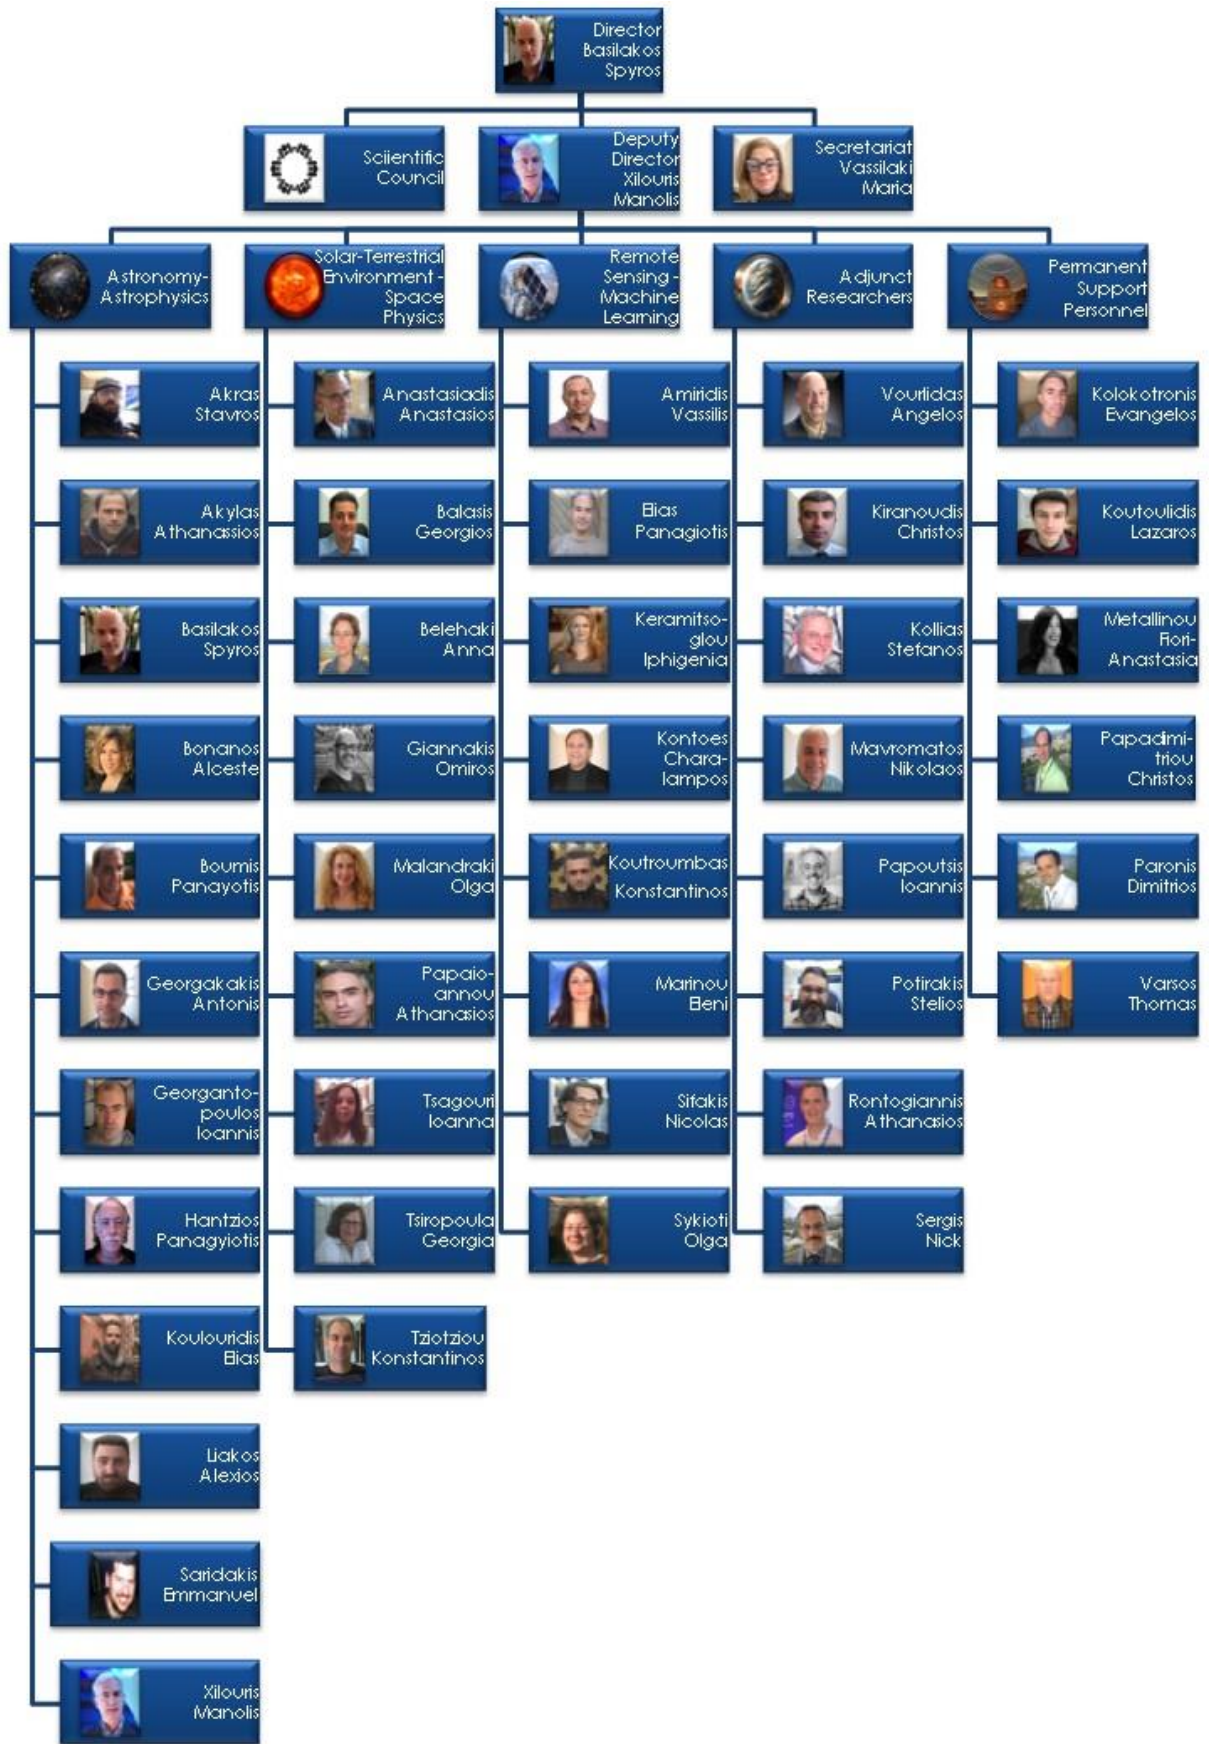 Director
Basilakos
Spyros
Sciientific
Council
Deputy
Director
Xilouris
Manolis
Secretariat
Vassilaki
Maria
Astronomy-
Astrophysics
Solar-Terrestrial
Environment -
Space
Physics
Remote
Sensing -
Machine
Learning
Adjunct
Researchers
Permanent
Support
Personnel
Akras
Stavros
Akylas
Athanassios
Basilakos
Spyros
Bonanos
Alceste
Boumis
Panayotis
Georgakakis
Antonis
Georganto-
poulos
Ioannis
Hantzios
Panagyiotis
Koulouridis
Elias
Liakos
Alexios
Saridakis
Emmanuel
Xilouris
Manolis
Anastasiadis
Anastasios
Balasis
Georgios
Belehaki
Anna
Giannakis
Omiros
Malandraki
Olga
Papaio-
annou
Athanasios
Tsagouri
Ioanna
Tsiropoula
Georgia
Tziotziou
Konstantinos
Amiridis
Vassilis
Elias
Panagiotis
Keramitso-
glou
Iphigenia
Kontoes
Chara-
lampos
Koutroumbas
Konstantinos
Marinou
Eleni
Sifakis
Nicolas
Sykioti
Olga
Vourlidas
Angelos
Kiranoudis
Christos
Kollias
Stefanos
Mavromatos
Nikolaos
Papoutsis
Ioannis
Potirakis
Stelios
Rontogiannis
Athanasios
Sergis
Nick
Kolokotronis
Evangelos
Koutoulidis
Lazaros
Metallinou
Fiori-
Anastasia
Papadimi-
triou
Christos
Paronis
Dimitrios
Varsos
Thomas